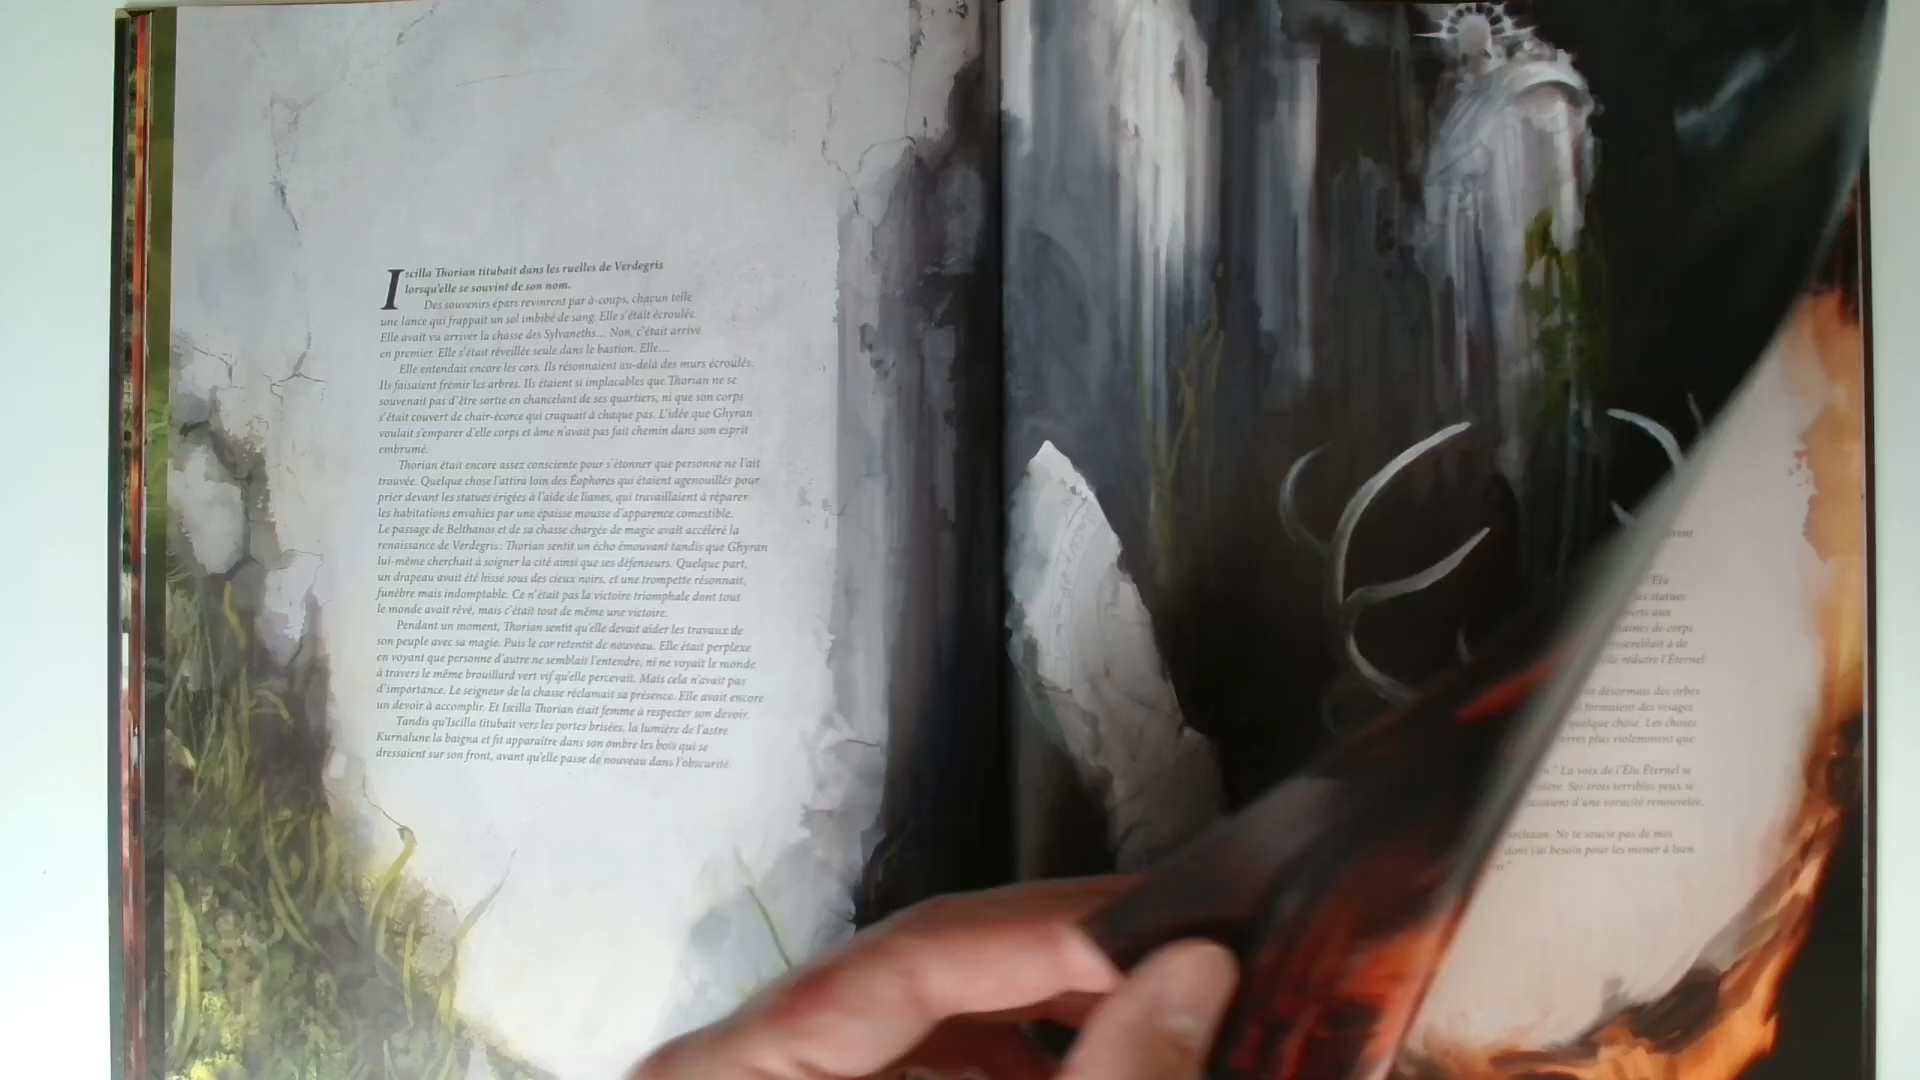 Iscilla Thorian titubait dans les ruelles de Verdegris
lorsqu'elle se souvint de son nom.
Des souvenirs épars revinrent par à-coups, chacun telle
une lance qui frappait un sol imbibé de sang. Elle s'était écroulée.
Elle avait vu arriver la chasse des Sylvaneths... Non, c'était arrivé
en premier. Elle s'était réveillée seule dans le bastion. Elle...
Elle entendait encore les cors. Ils résonnaient au-delà des murs écroulés.
Ils faisaient frémir les arbres. Ils étaient si implacables que Thorian ne se
souvenait pas d'être sortie en chancelant de ses quartiers, ni que son corps
s'était couvert de chair-écorce qui craquait à chaque pas. L'idée que Ghyran
voulait s'emparer d'elle corps et âme n'avait pas fait chemin dans son esprit
embrumé.
Thorian était encore assez consciente pour s'étonner que personne ne l'ait
trouvée. Quelque chose l'attira loin des Éophores qui étaient agenouillés pour
prier devant les statues érigées à l'aide de lianes, qui travaillaient à réparer
les habitations envahies par une épaisse mousse d'apparence comestible.
Le passage de Belthanos et de sa chasse chargée de magie avait accéléré la
renaissance de Verdegris : Thorian sentit un écho émouvant tandis que Ghyran
lui-même cherchait à soigner la cité ainsi que ses défenseurs. Quelque part,
un drapeau avait été hissé sous des cieux noirs, et une trompette résonnait,
funèbre mais indomptable. Ce n'était pas la victoire triomphale dont tout
le monde avait rêvé, mais c'était tout de même une victoire.
Pendant un moment, Thorian sentit qu'elle devait aider les travaux de
son peuple avec sa magie. Puis le cor retentit de nouveau. Elle était perplexe
en voyant que personne d'autre ne semblait l'entendre, ni ne voyait le monde
à travers le même brouillard vert vif qu'elle percevait. Mais cela n'avait pas
d'importance. Le seigneur de la chasse réclamait sa présence. Elle avait encore
un devoir à accomplir. Et Iscilla Thorian était femme à respecter son devoir.
Tandis qu'Iscilla titubait vers les portes brisées, la lumière de l'astre
Kurnalune la baigna et fit apparaître dans son ombre les bois qui se
dressaient sur son front, avant qu'elle passe de nouveau dans l'obscurité.
statues
de corps
à de
réduire l'Éternel
désormais des orbes
formaient des visages
quelque chose. Les choses
plus violemment que
" La voix de l'Élu Éternel se
Ses trois terribles yeux se
d'une voracité renouvelée.
Ne te soucie pas de mes
dont j'ai besoin pour les mener à bien.